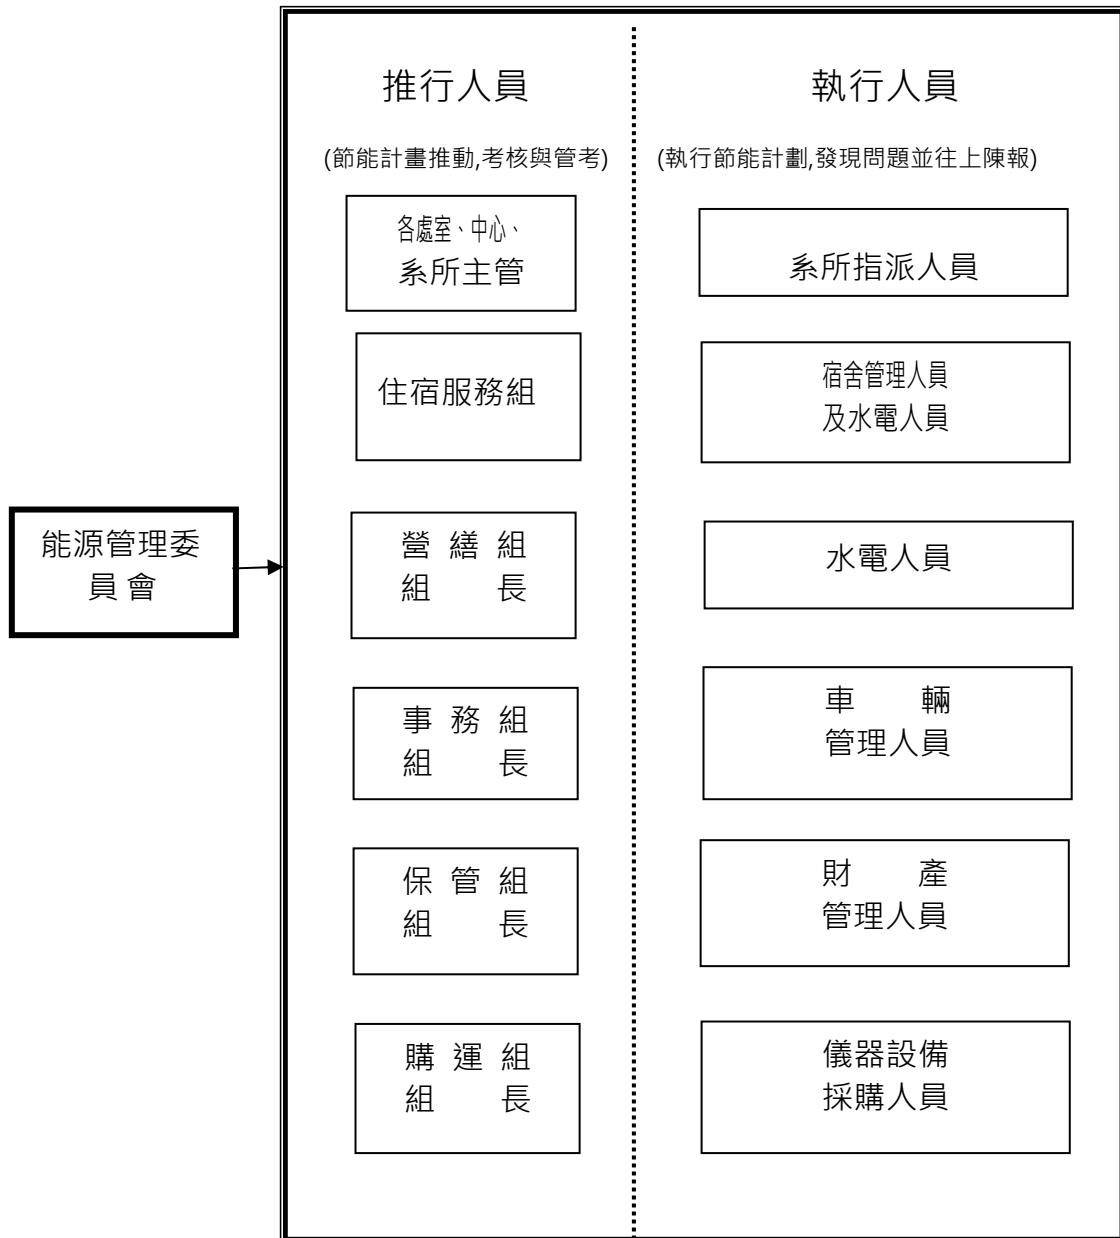 推行人員
(節能計畫推動,考核與管考)
各處室、中心、
系所主管
住宿服務組
營 繕 組
組 長
事 務 組
組 長
保 管 組
組 長
購 運 組
組 長
執行人員
(執行節能計劃,發現問題並往上陳報)
系所指派人員
宿舍管理人員
及水電人員
水電人員
車 輛
管理人員
財 產
管理人員
儀器設備
採購人員
能源管理委
員 會